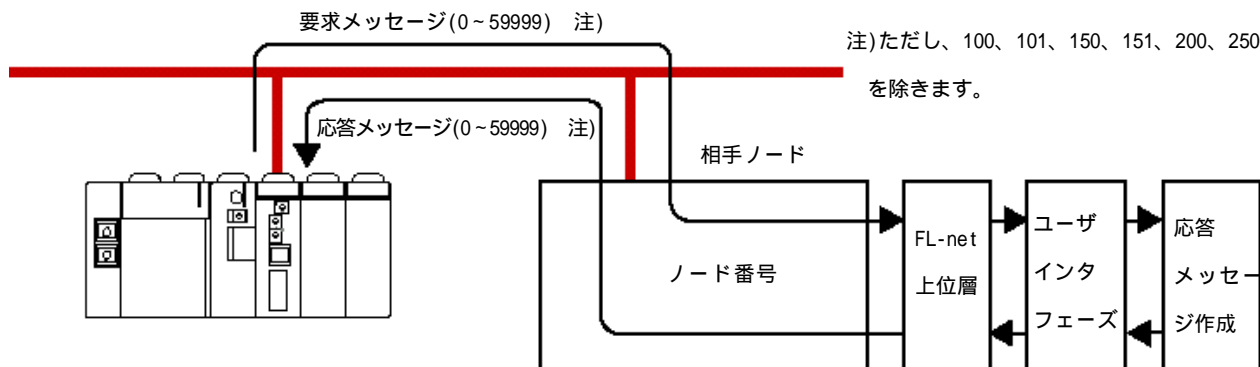 要求メッセージ(0~59999) 注)
注)ただし、100、101、150、151、200、250
を除きます。
応答メッセージ(0~59999) 注)
相手ノード
ノード番号
FL-net
上位層
ユーザ
インタ
フェーズ
応答
メッセー
ジ作成